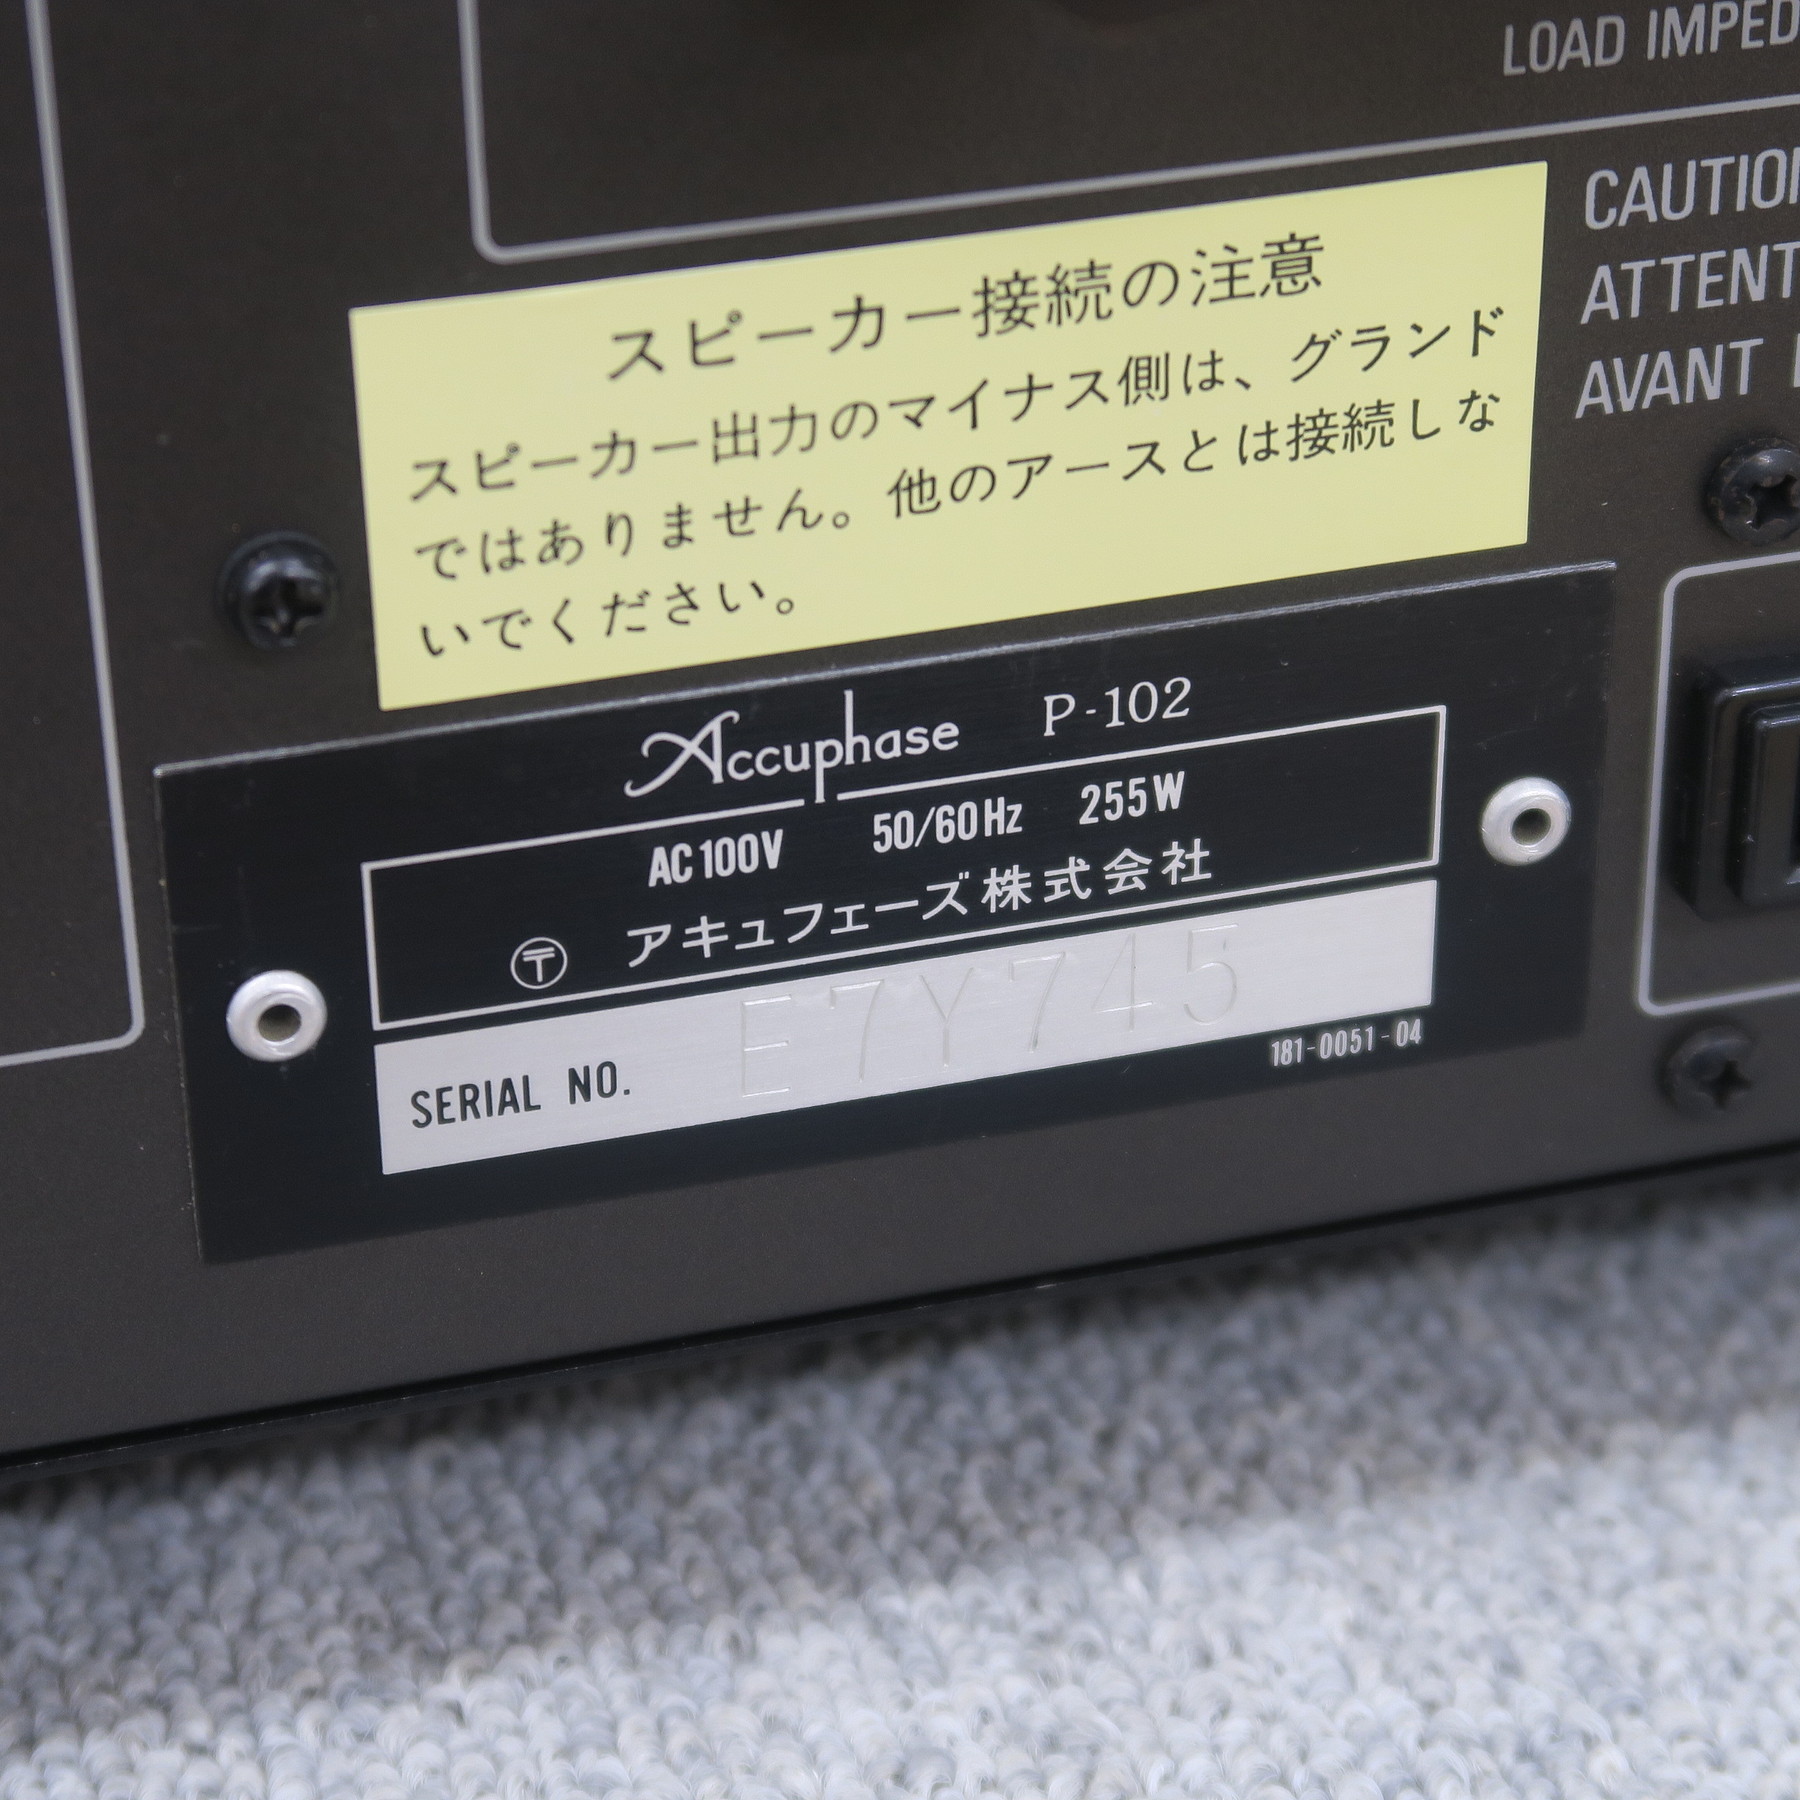 LOAD IMPED
スピーカー接続の注意
スピーカー出力のマイナス側は、グランド
ではありません。他のアースとは接続しな
いでください。
CAUTION
ATTENT
AVANT
Accuphase P-102
AC100V 50/60Hz 255W
〶 アキュフェーズ株式会社
SERIAL NO. E7Y745
181-0051-04